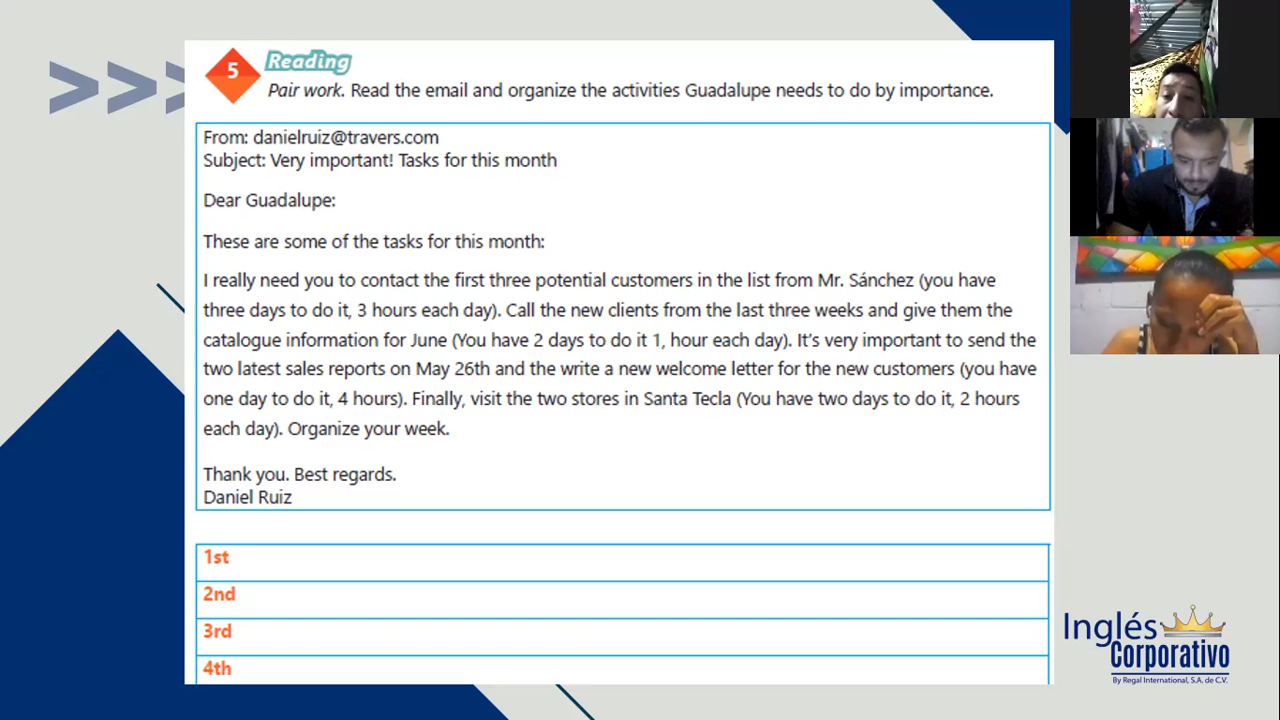 5
Reading
Pair work. Read the email and organize the activities Guadalupe needs to do by importance.
From: danielruiz@travers.com
Subject: Very important! Tasks for this month
Dear Guadalupe:
These are some of the tasks for this month:
I really need you to contact the first three potential customers in the list from Mr. Sánchez (you have
three days to do it, 3 hours each day). Call the new clients from the last three weeks and give them the
catalogue information for June (You have 2 days to do it 1, hour each day). It's very important to send the
two latest sales reports on May 26th and the write a new welcome letter for the new customers (you have
one day to do it, 4 hours). Finally, visit the two stores in Santa Tecla (You have two days to do it, 2 hours
each day). Organize your week.
Thank you. Best regards.
Daniel Ruiz
1st
2nd
3rd
4th
Inglés
Corporativo
By Regal International, S.A. de C.V.